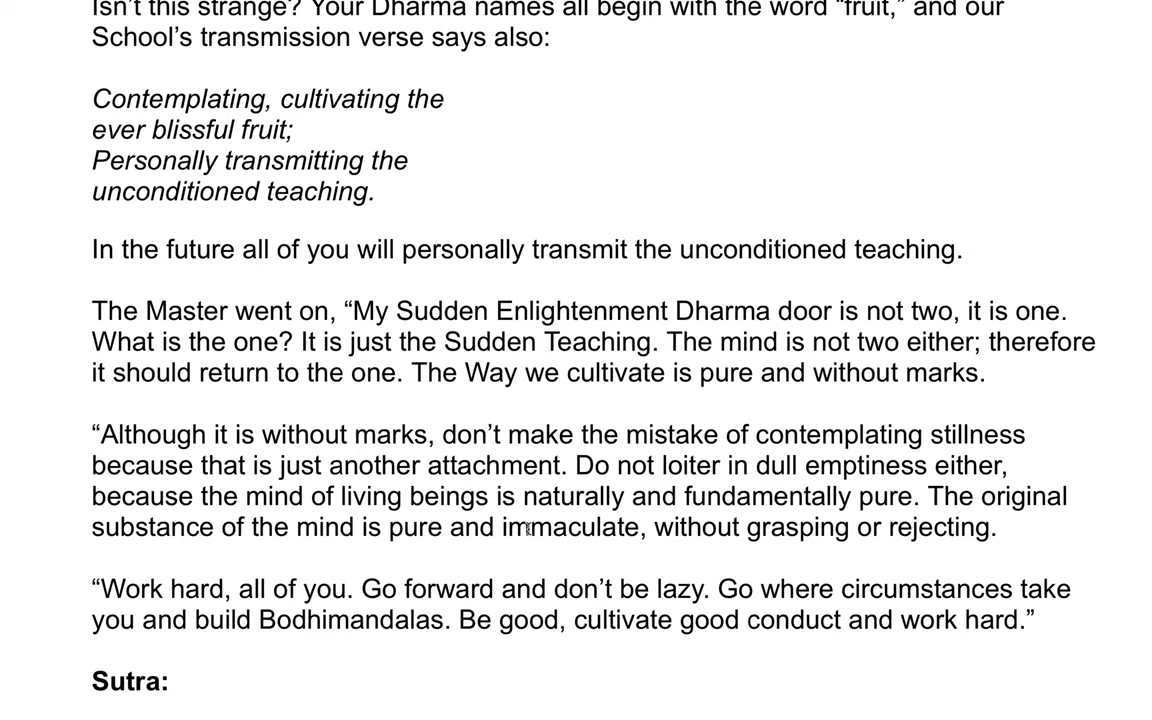 Isn’t this strange? Your Dharma names all begin with the word “fruit,” and our
School’s transmission verse says also:
Contemplating, cultivating the
ever blissful fruit;
Personally transmitting the
unconditioned teaching.
In the future all of you will personally transmit the unconditioned teaching.
The Master went on, “My Sudden Enlightenment Dharma door is not two, it is one.
What is the one? It is just the Sudden Teaching. The mind is not two either; therefore
it should return to the one. The Way we cultivate is pure and without marks.
“Although it is without marks, don’t make the mistake of contemplating stillness
because that is just another attachment. Do not loiter in dull emptiness either,
because the mind of living beings is naturally and fundamentally pure. The original
substance of the mind is pure and immaculate, without grasping or rejecting.
“Work hard, all of you. Go forward and don’t be lazy. Go where circumstances take
you and build Bodhimandalas. Be good, cultivate good conduct and work hard.”
Sutra: